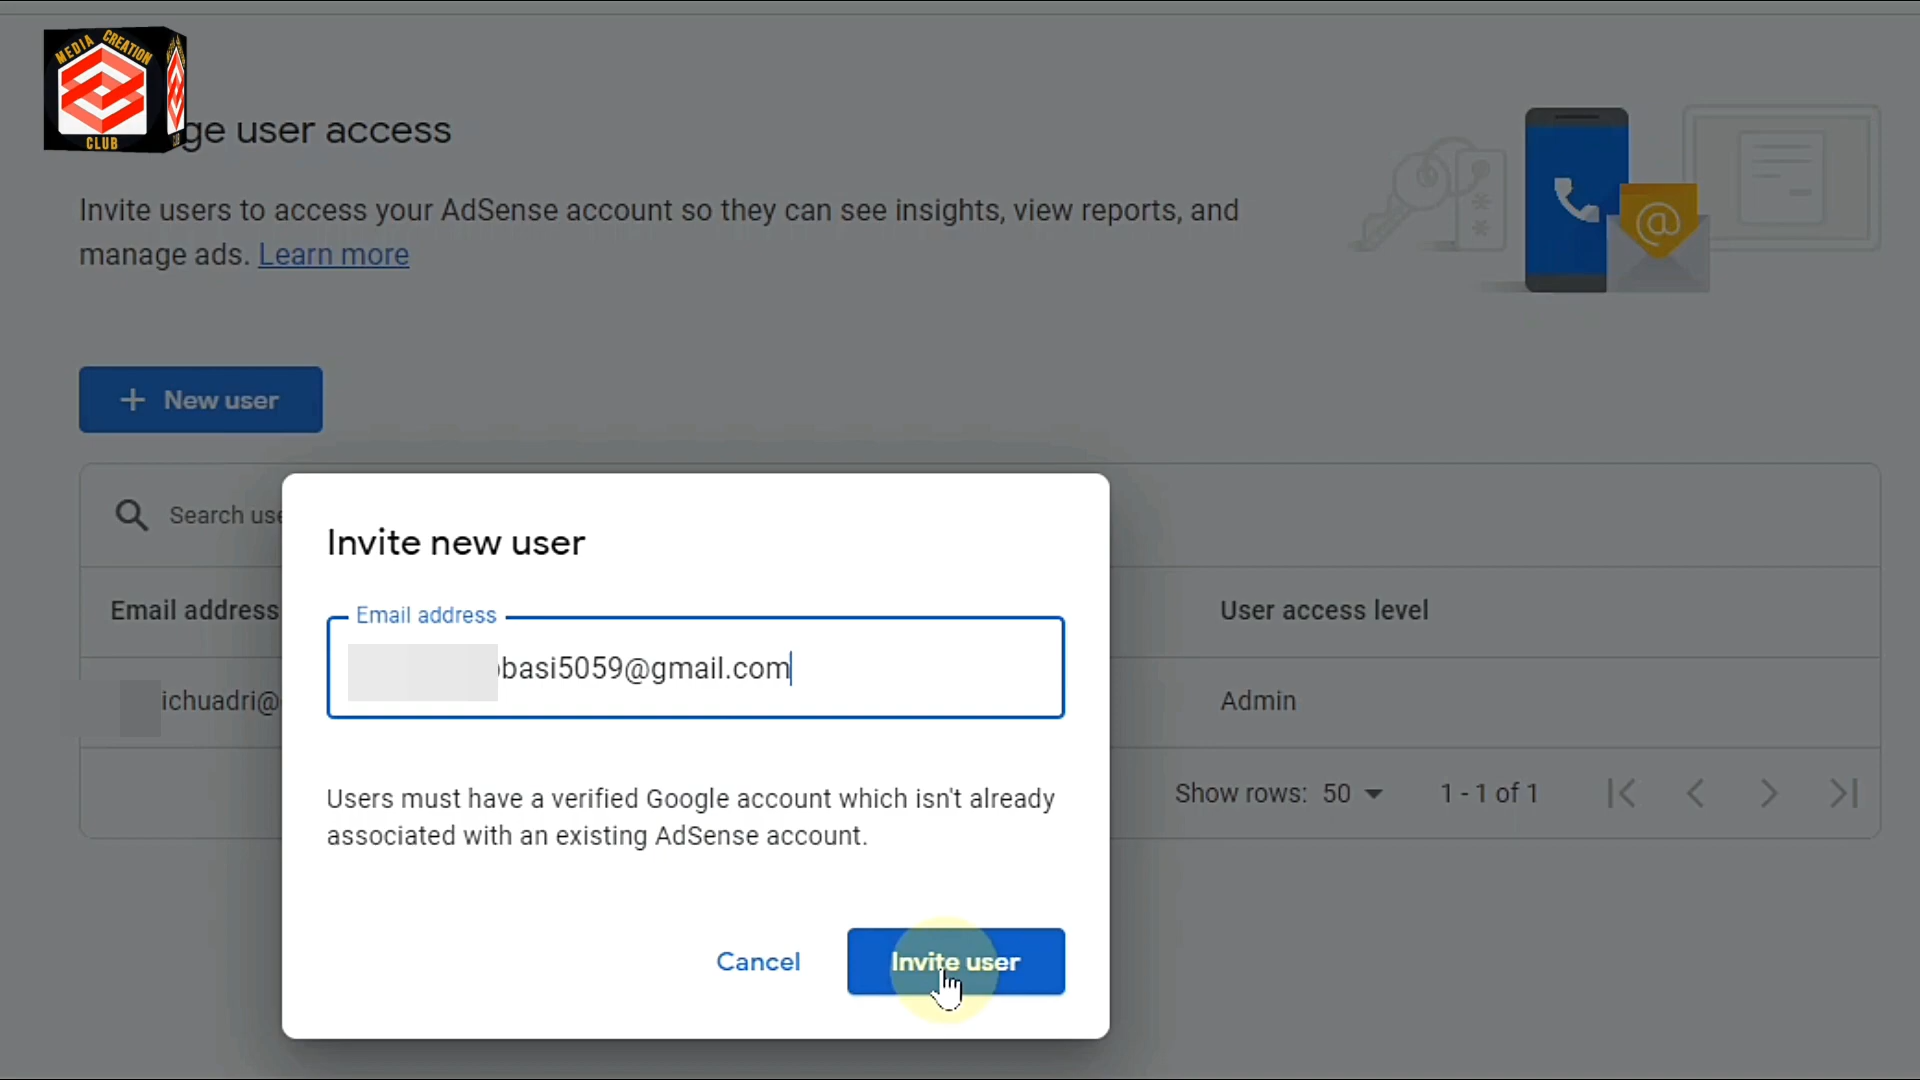 MEDIA CREATION
CLUB
ge user access
Invite users to access your AdSense account so they can see insights, view reports, and
manage ads. Learn more
@
+ New user
Search use
Invite new user
Email address
User access level
Email address
basi5059@gmail.com
ichuadri@
Admin
Users must have a verified Google account which isn't already
associated with an existing AdSense account.
Show rows: 50
1 - 1 of 1
Cancel
Invite user